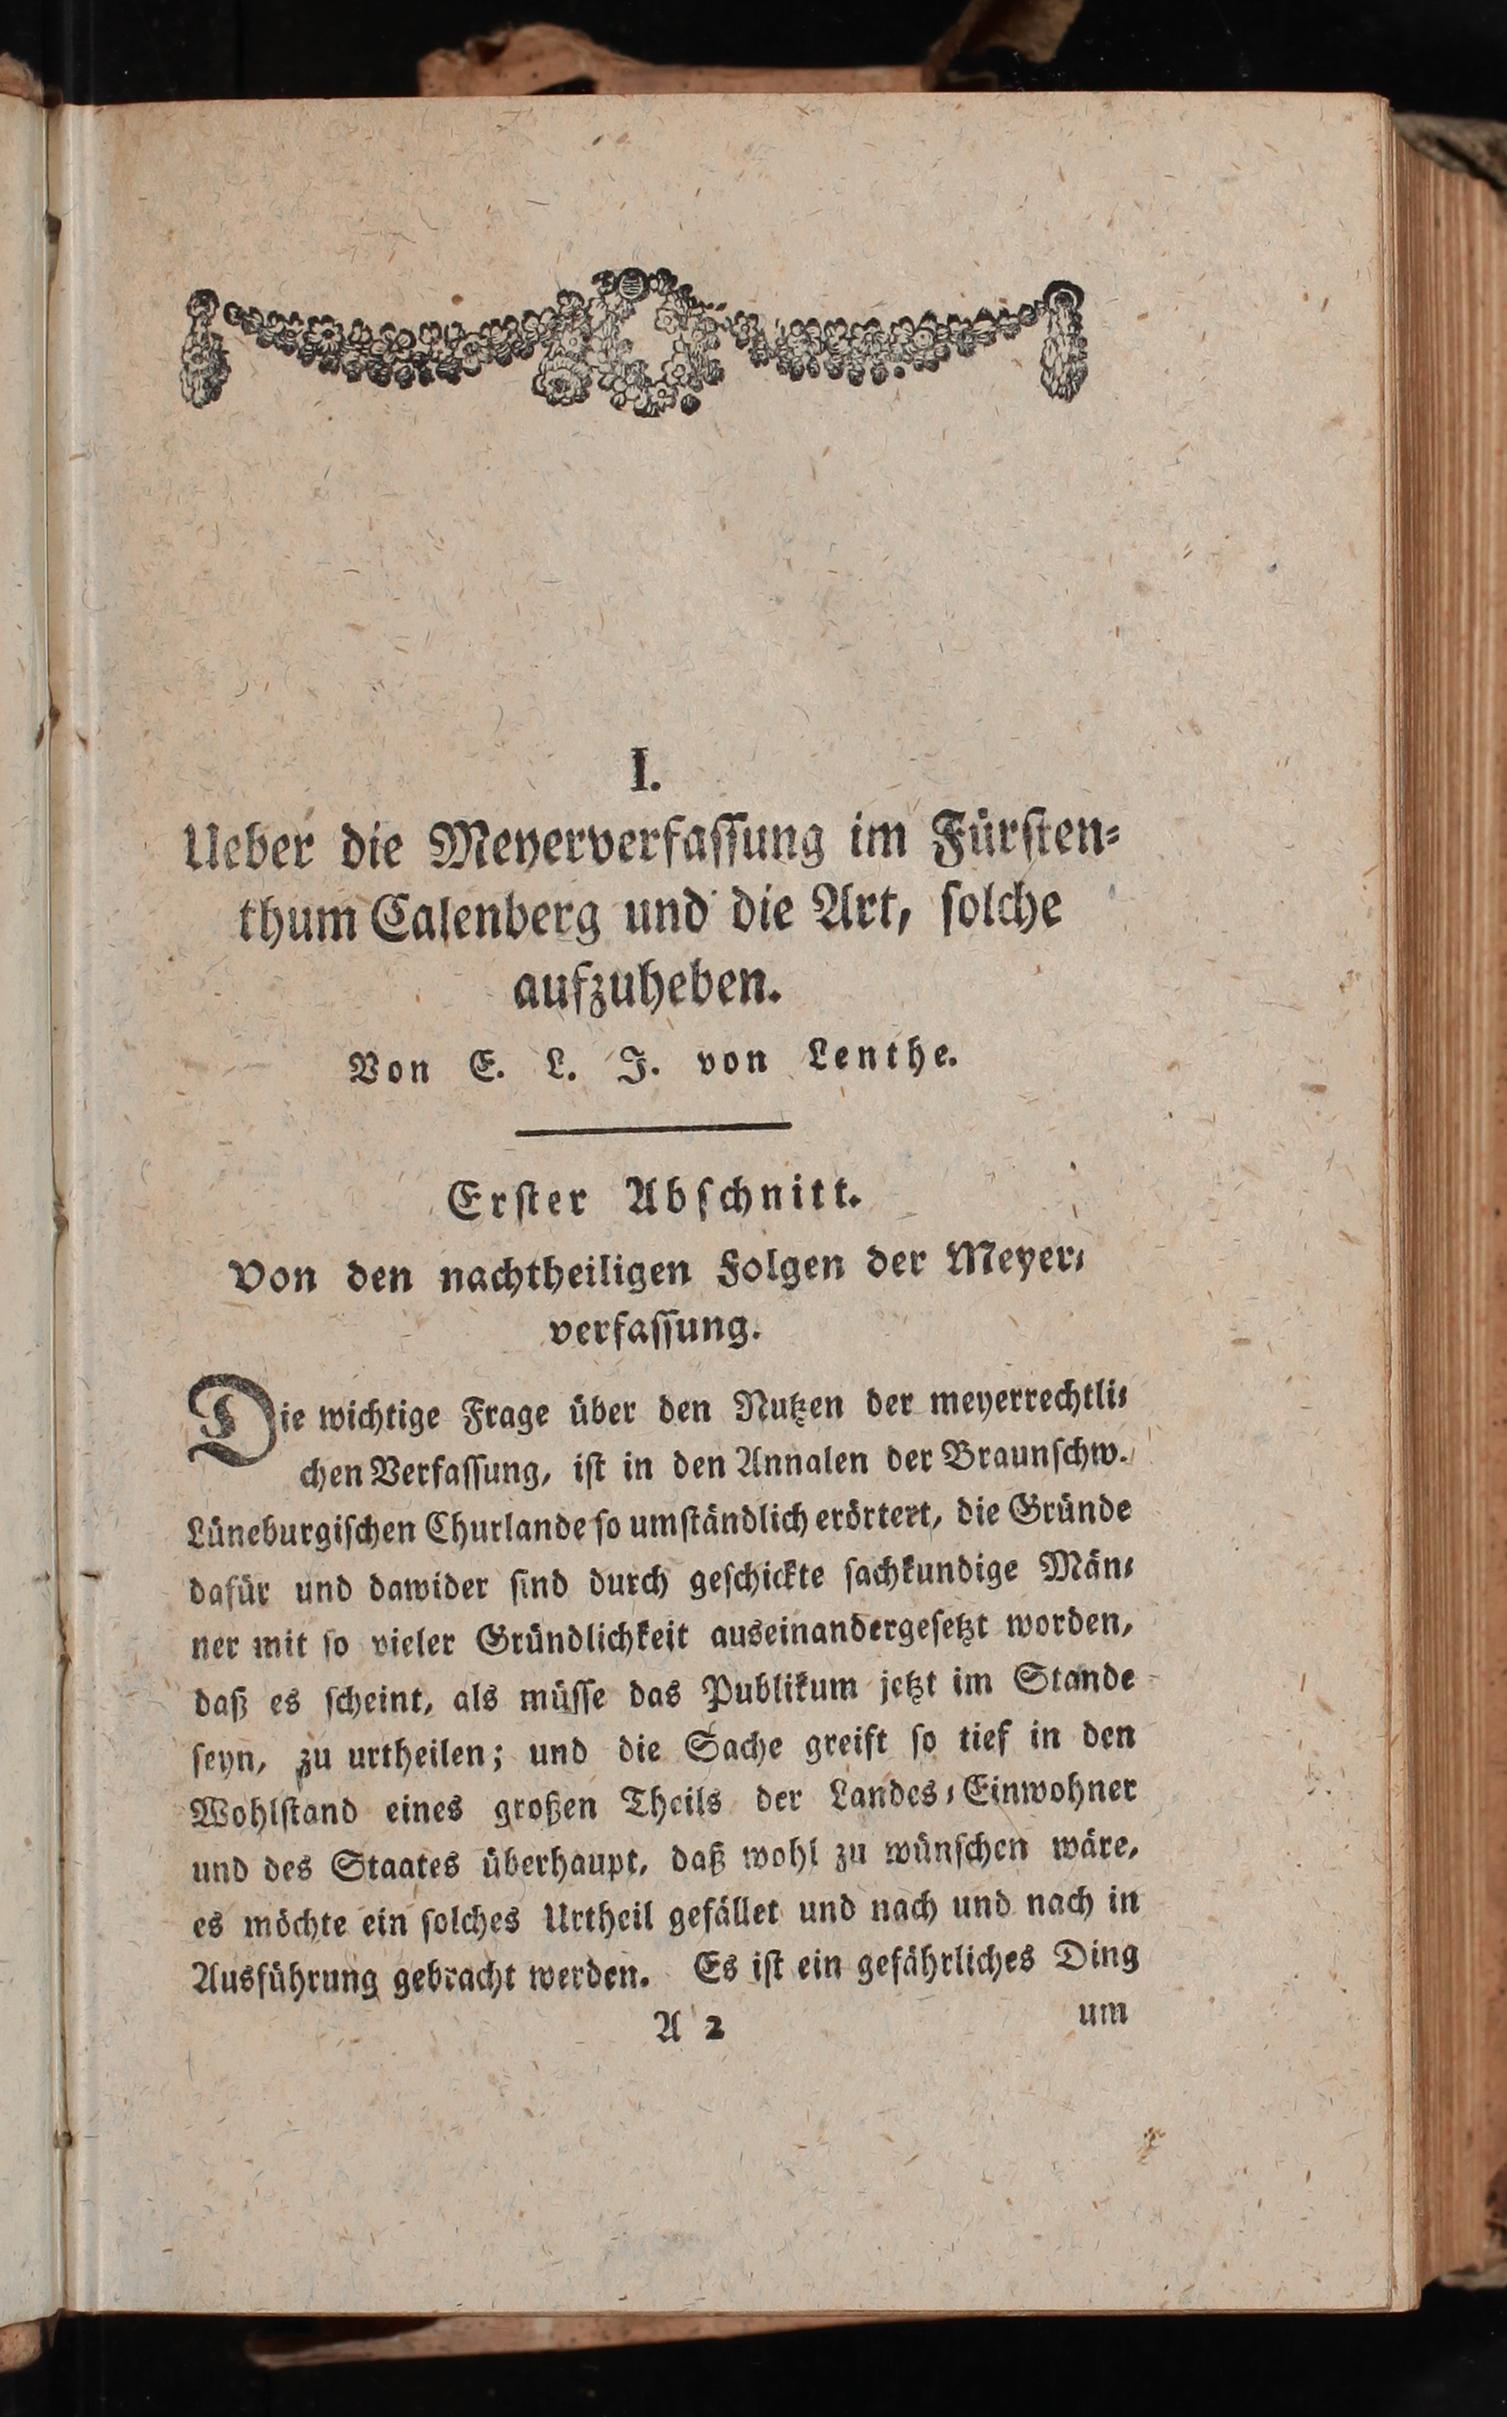 I.
Ueber die Meyerverfaſſung im Fürſten⸗
thum Calenberg und die Art, ſolche
aufzuheben.
Von E. L. J. von Lenthe.
Erſter Abſchnitt.
Von den nachtheiligen Folgen der Meyer⸗
verfaſſung.
Die wichtige Frage über den Nutzen der meyerrechtli⸗
chen Verfaſſung, iſt in den Annalen der Braunſchw.
Lüneburgiſchen Churlande ſo umſtändlich erörtert, die Gründe
dafür und dawider ſind durch geſchickte ſachkundige Män⸗
ner mit ſo vieler Gründlichkeit auseinandergeſetzt worden,
daß es ſcheint, als müſſe das Publikum jetzt im Stande
ſeyn, zu urtheilen; und die Sache greift ſo tief in den
Wohlſtand eines großen Theils der Landes⸗Einwohner
und des Staates überhaupt, daß wohl zu wünſchen wäre,
es möchte ein ſolches Urtheil gefället und nach und nach in
Ausführung gebracht werden. Es iſt ein gefährliches Ding
A 2 um